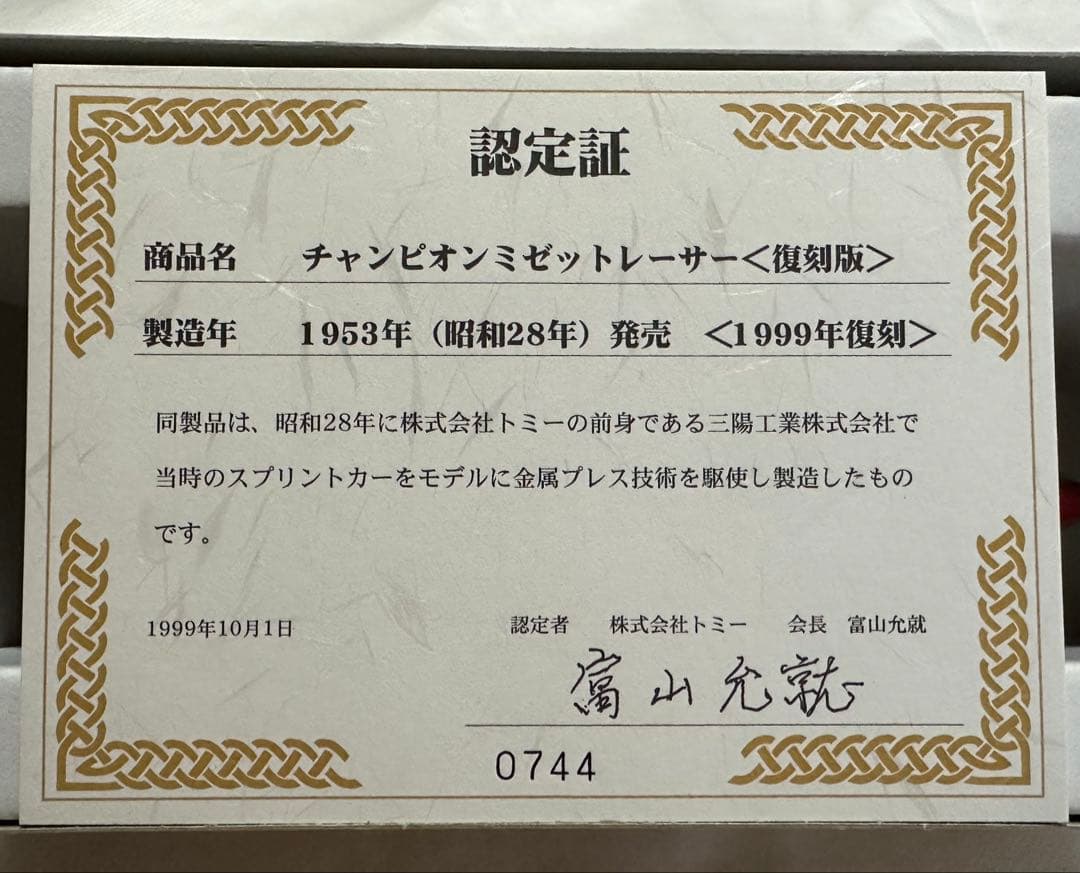 認定証
商品名 チャンピオンミゼットレーサー＜復刻版＞
製造年 1953年（昭和28年）発売 ＜1999年復刻＞
同製品は、昭和28年に株式会社トミーの前身である三陽工業株式会社で
当時のスプリントカーをモデルに金属プレス技術を駆使し製造したもの
です。
1999年10月1日
認定者 株式会社トミー 会長 富山允就
富山允就
0744